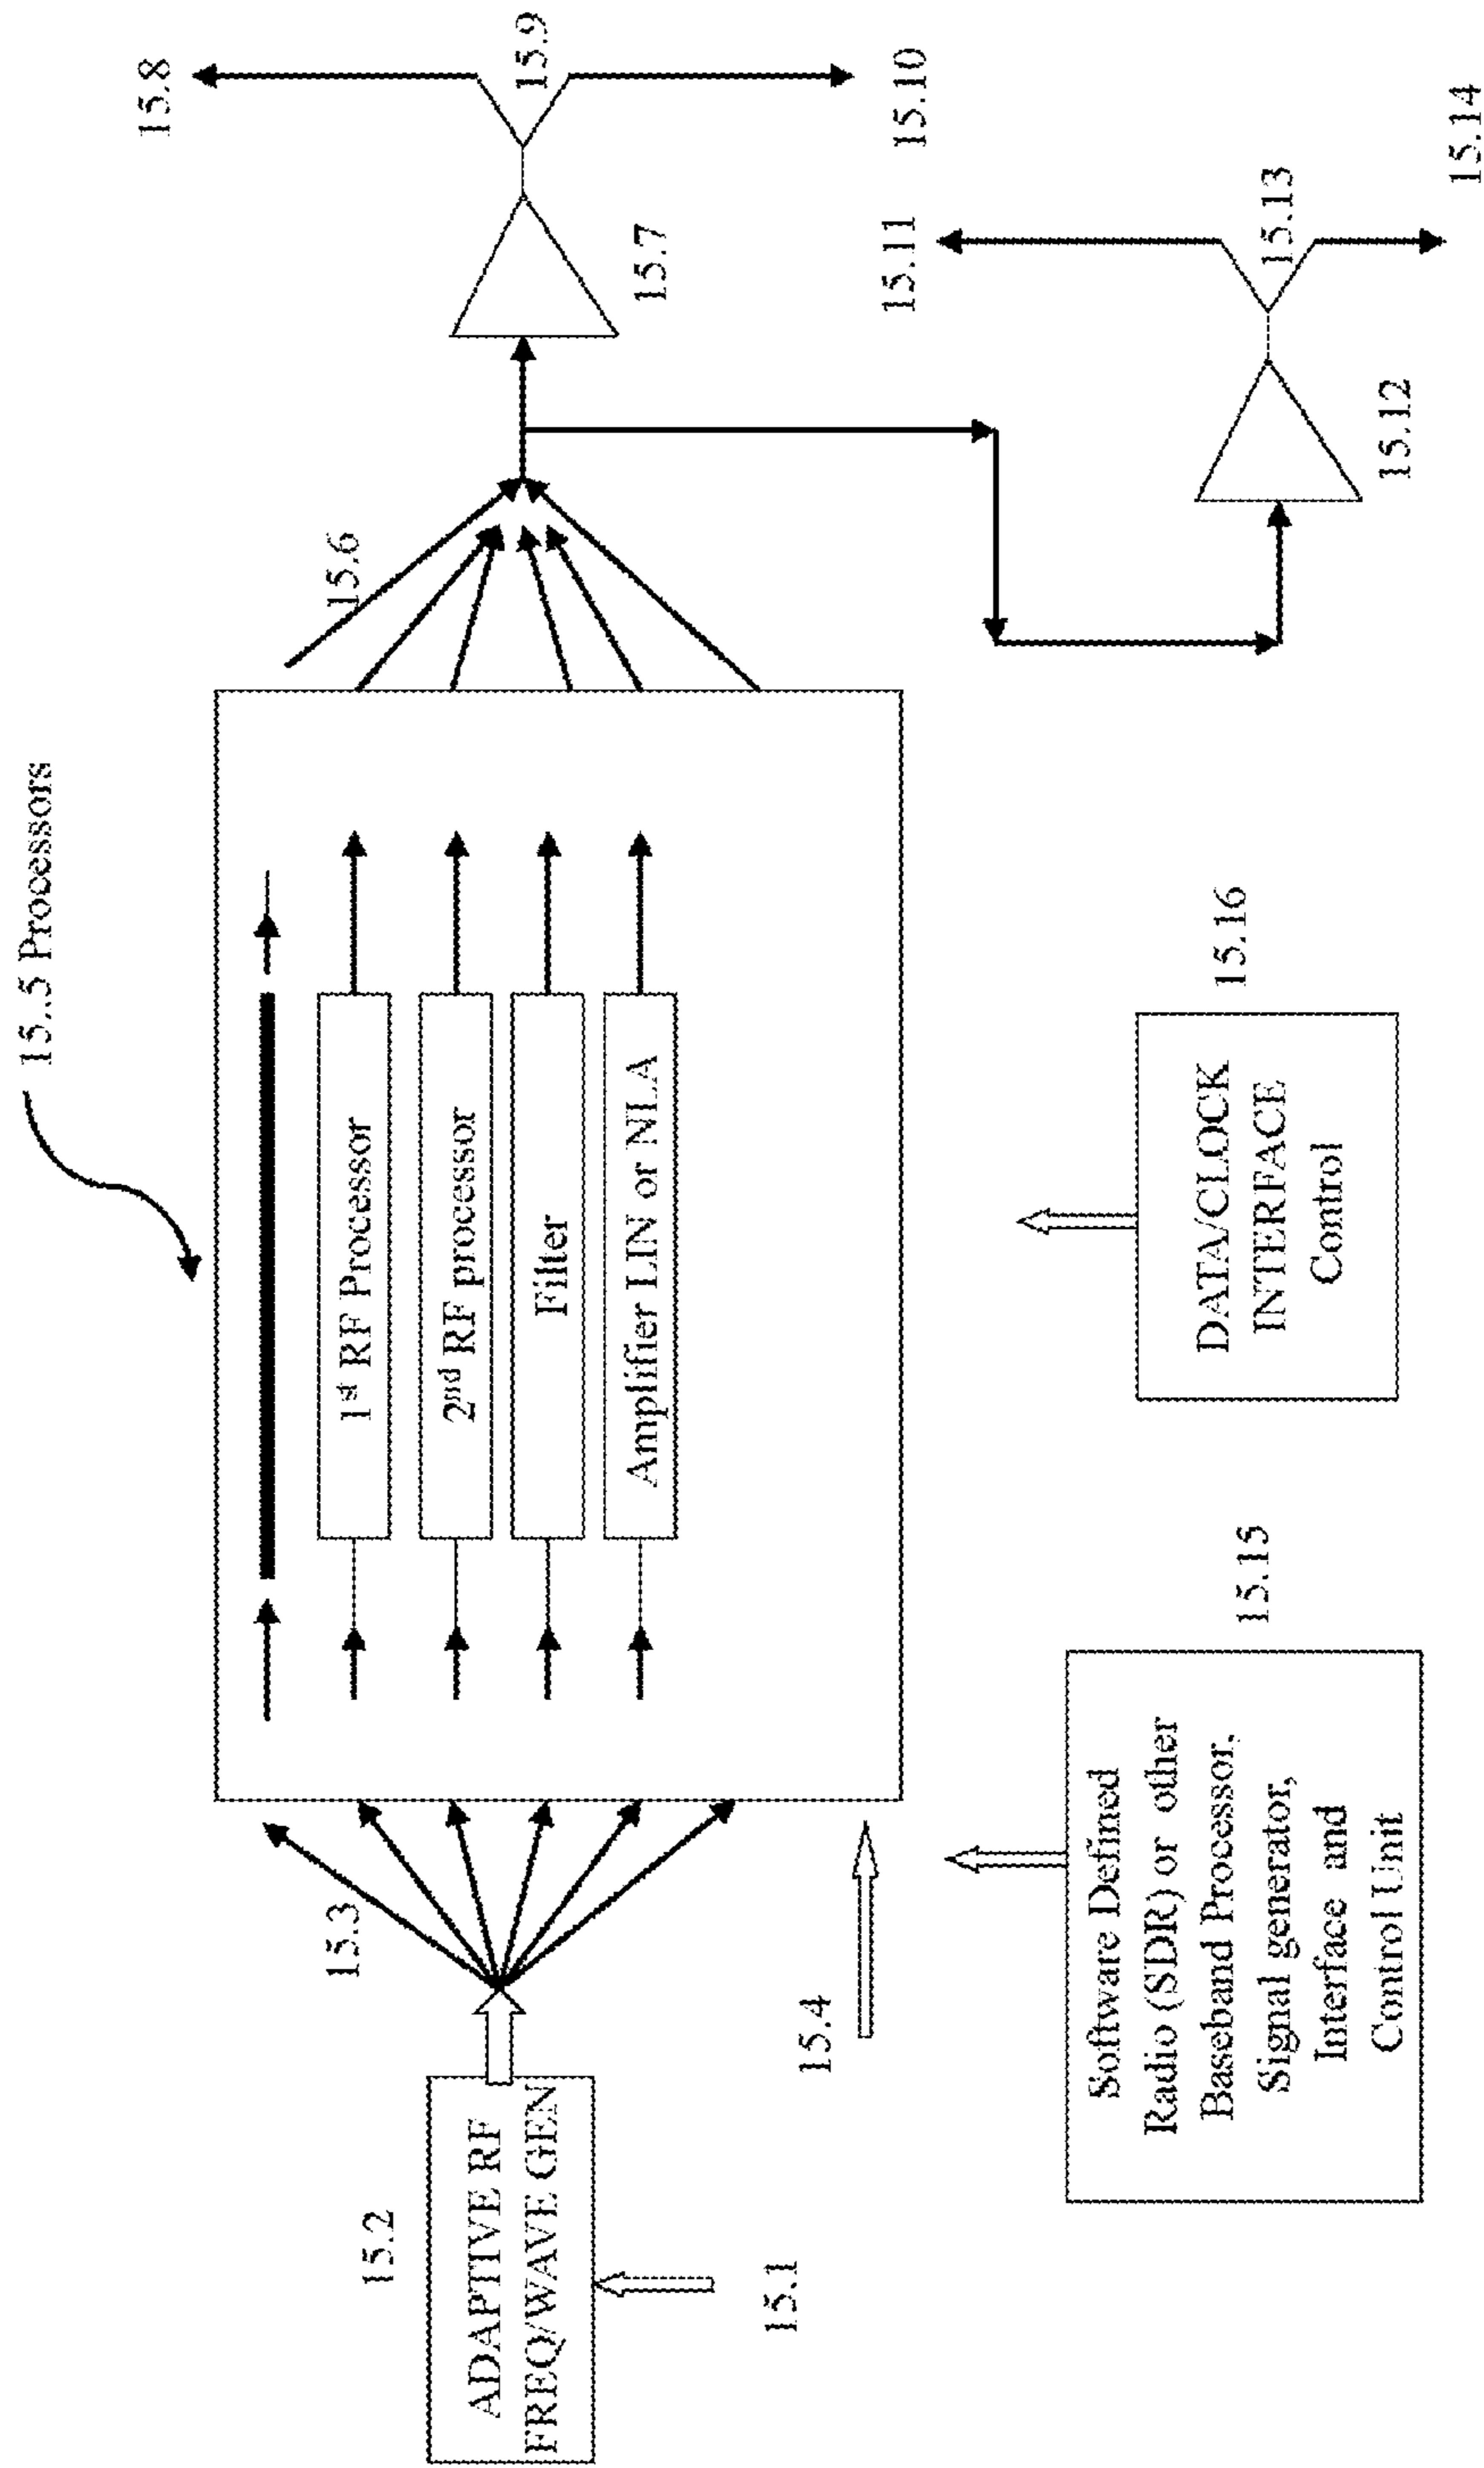 15..5 Processors
15.8
15.9
15.10
15.7
15.6
15.11
15.13
15.14
15.12
1st RF Processor
2nd RF processor
Filter
Amplifier LIN or NLA
15.3
15.2
ADAPTIVE RF
FREQ/WAVE GEN
15.1
15.4
15.15
Software Defined
Radio (SDR) or other
Baseband Processor,
Signal generator,
Interface and
Control Unit
15.16
DATA/CLOCK
INTERFACE
Control